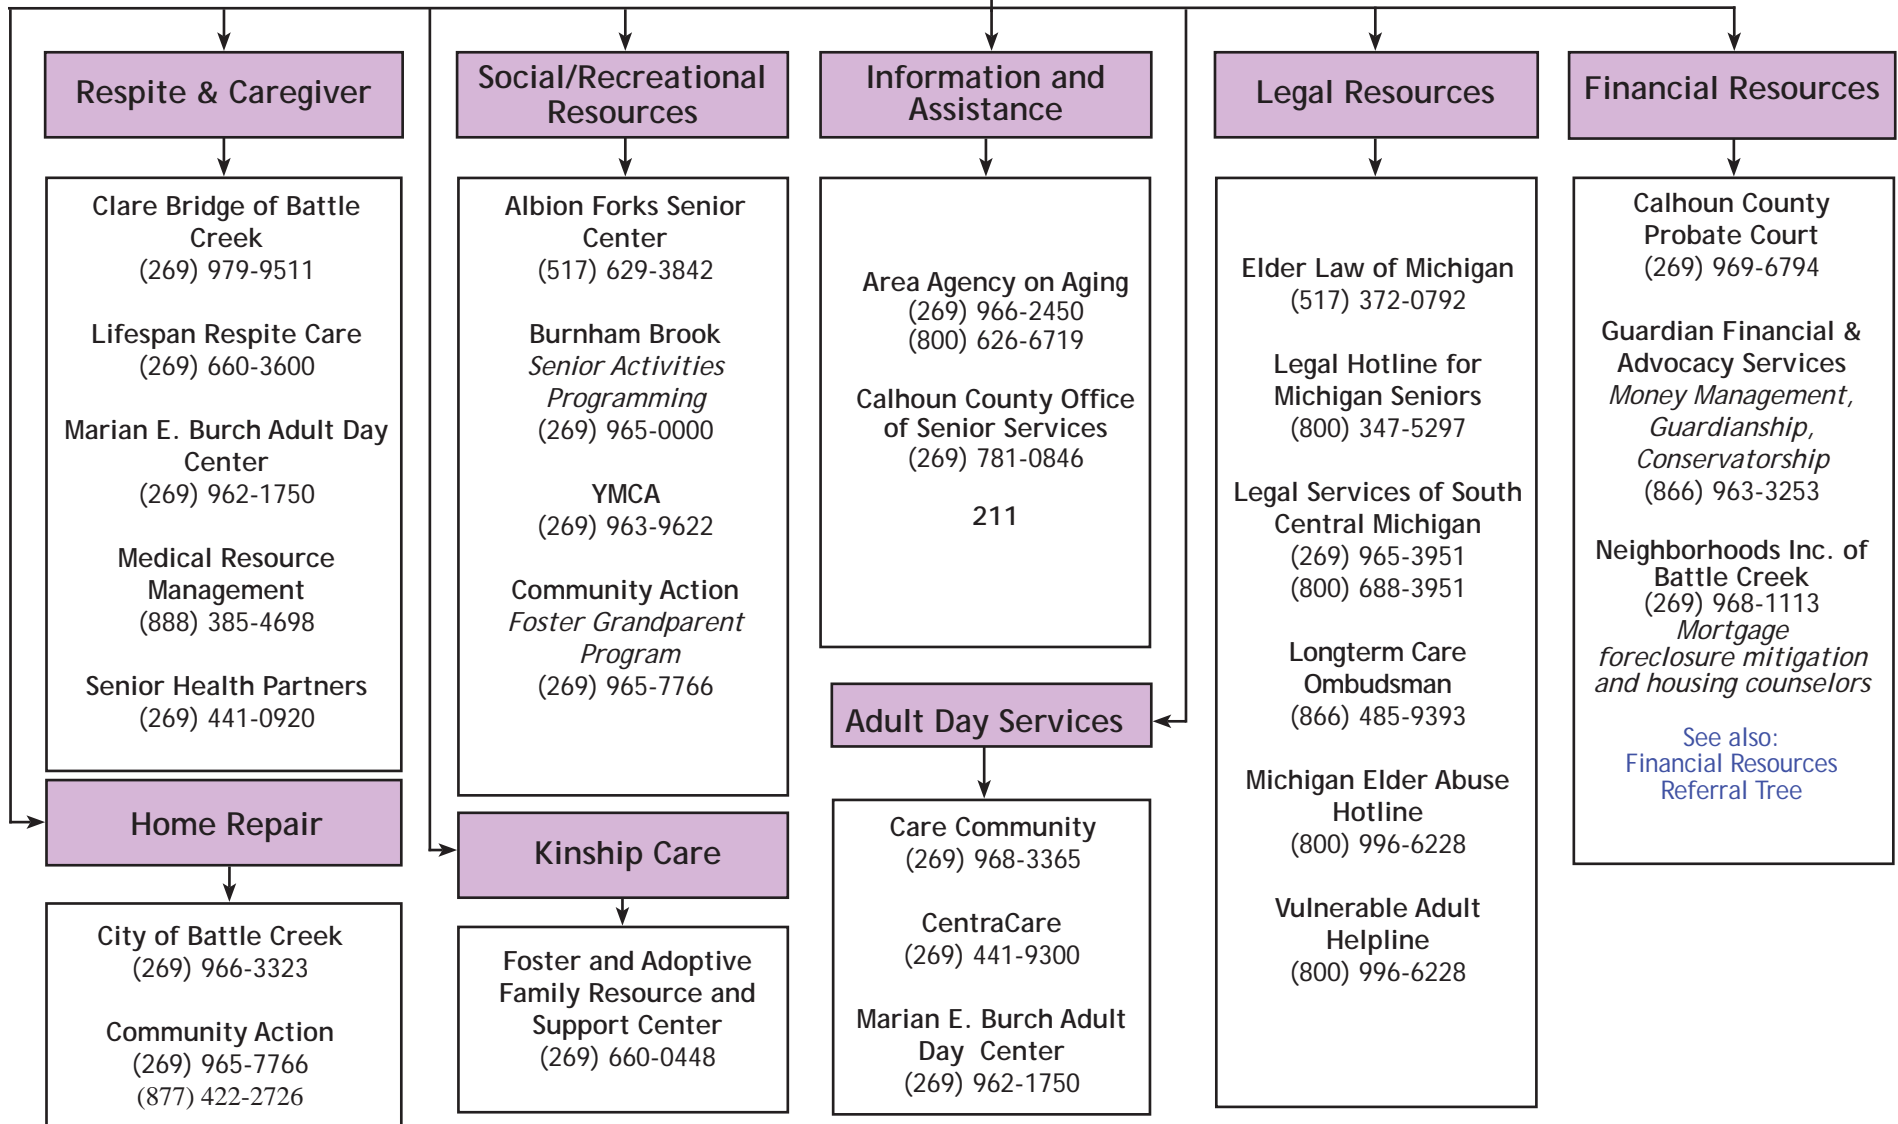 Respite & Caregiver
Clare Bridge of Battle
Creek
(269) 979-9511
Lifespan Respite Care
(269) 660-3600
Marian E. Burch Adult Day
Center
(269) 962-1750
Medical Resource
Management
(888) 385-4698
Senior Health Partners
(269) 441-0920
Home Repair
City of Battle Creek
(269) 966-3323
Community Action
(269) 965-7766
(877) 422-2726
Social/Recreational
Resources
Albion Forks Senior
Center
(517) 629-3842
Burnham Brook
Senior Activities
Programming
(269) 965-0000
YMCA
(269) 963-9622
Community Action
Foster Grandparent
Program
(269) 965-7766
Kinship Care
Foster and Adoptive
Family Resource and
Support Center
(269) 660-0448
Information and
Assistance
Area Agency on Aging
(269) 966-2450
(800) 626-6719
Calhoun County Office
of Senior Services
(269) 781-0846
211
Adult Day Services
Care Community
(269) 968-3365
CentraCare
(269) 441-9300
Marian E. Burch Adult
Day Center
(269) 962-1750
Legal Resources
Elder Law of Michigan
(517) 372-0792
Legal Hotline for
Michigan Seniors
(800) 347-5297
Legal Services of South
Central Michigan
(269) 965-3951
(800) 688-3951
Longterm Care
Ombudsman
(866) 485-9393
Michigan Elder Abuse
Hotline
(800) 996-6228
Vulnerable Adult
Helpline
(800) 996-6228
Financial Resources
Calhoun County
Probate Court
(269) 969-6794
Guardian Financial &
Advocacy Services
Money Management,
Guardianship,
Conservatorship
(866) 963-3253
Neighborhoods Inc. of
Battle Creek
(269) 968-1113
Mortgage
foreclosure mitigation
and housing counselors
See also:
Financial Resources
Referral Tree